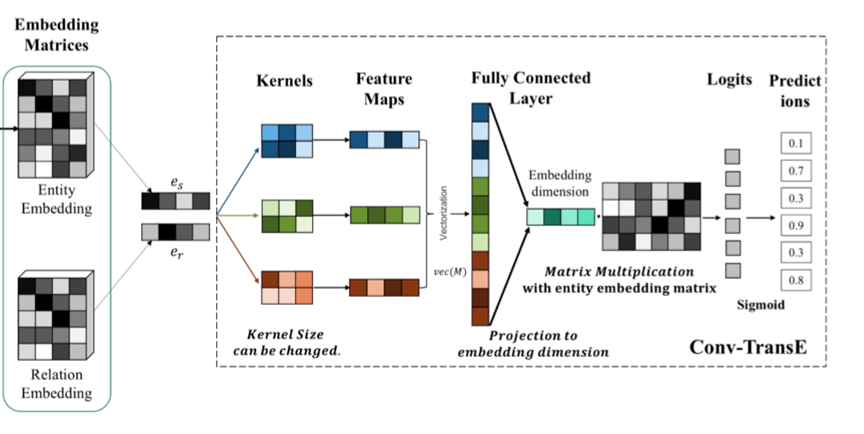 Embedding
Matrices
Entity
Embedding
Relation
Embedding
eₛ
eᵣ
Kernels
Feature
Maps
Kernel Size
can be changed.
Vectorization
vec(M)
Fully Connected
Layer
Embedding
dimension
Projection to
embedding dimension
Matrix Multiplication
with entity embedding matrix
Logits
Predict
ions
0.1
0.7
0.3
0.9
0.3
0.8
Sigmoid
Conv-TransE